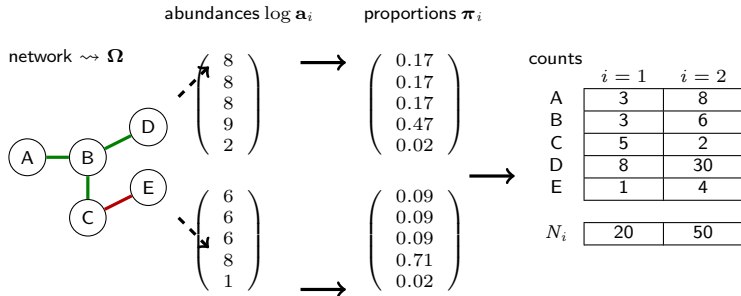 abundances log a_i
proportions π_i
network ⇝ Ω
8
8
8
9
2
0.17
0.17
0.17
0.47
0.02
A
B
D
C
E
6
6
6
8
1
0.09
0.09
0.09
0.71
0.02
counts
i = 1 i = 2
A 3 8
B 3 6
C 5 2
D 8 30
E 1 4
N_i 20 50